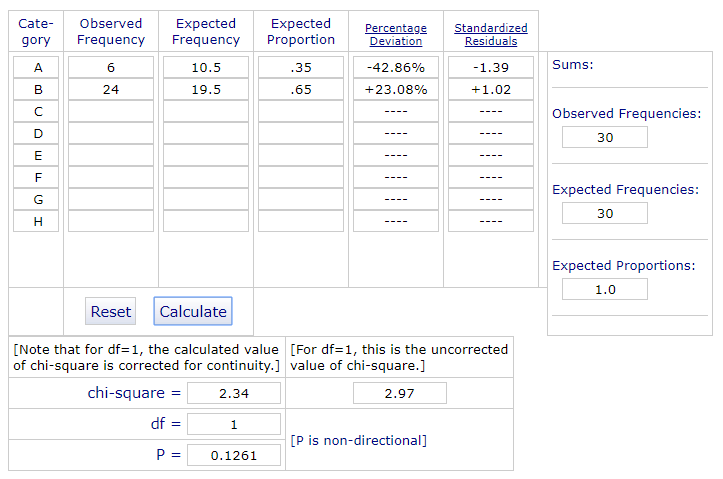 Cate-
gory
Observed
Frequency
Expected
Frequency
Expected
Proportion
Percentage
Deviation
Standardized
Residuals
A 6 10.5 .35 -42.86% -1.39
B 24 19.5 .65 +23.08% +1.02
C ---- ----
D ---- ----
E ---- ----
F ---- ----
G ---- ----
H ---- ----
Sums:
Observed Frequencies:
30
Expected Frequencies:
30
Expected Proportions:
1.0
Reset Calculate
[Note that for df=1, the calculated value
of chi-square is corrected for continuity.]
[For df=1, this is the uncorrected
value of chi-square.]
chi-square = 2.34 2.97
df = 1
[P is non-directional]
P = 0.1261